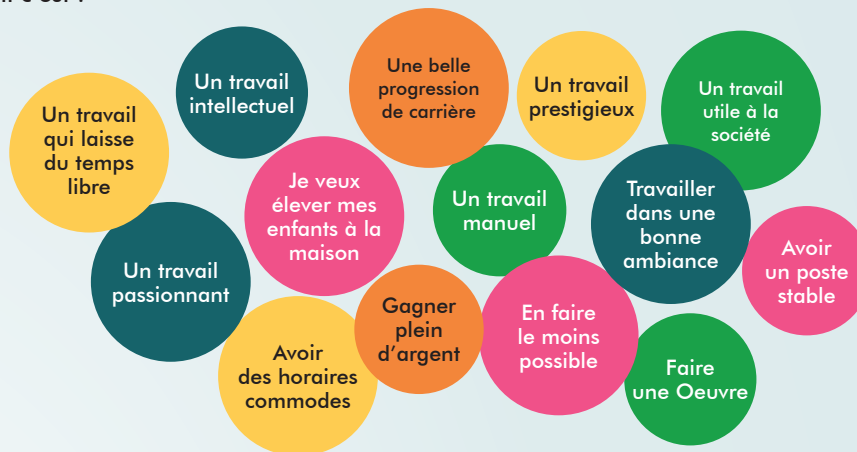 Un travail
qui laisse
du temps
libre
Un travail
intellectuel
Une belle
progression
de carrière
Un travail
prestigieux
Un travail
utile à la
société
Je veux
élever mes
enfants à la
maison
Un travail
manuel
Travailler
dans une
bonne
ambiance
Avoir
un poste
stable
Un travail
passionnant
Avoir
des horaires
commodes
Gagner
plein
d'argent
En faire
le moins
possible
Faire
une Oeuvre